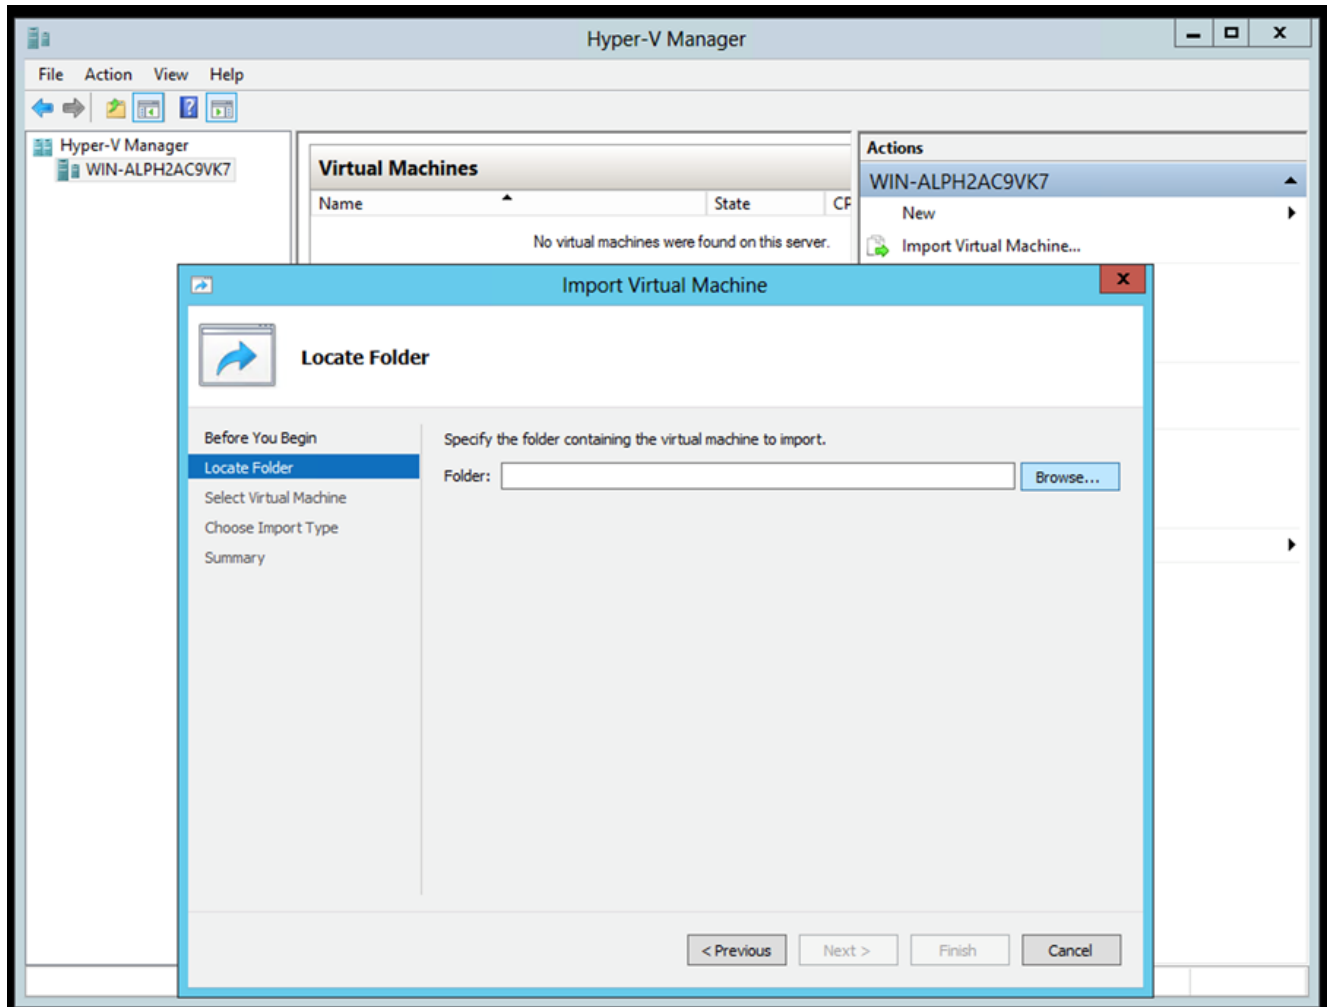 Hyper-V Manager
File Action View Help
Hyper-V Manager
WIN-ALPH2AC9VK7
Virtual Machines
Name State CP
No virtual machines were found on this server.
Actions
WIN-ALPH2AC9VK7
New
Import Virtual Machine...
Import Virtual Machine
Locate Folder
Before You Begin
Locate Folder
Select Virtual Machine
Choose Import Type
Summary
Specify the folder containing the virtual machine to import.
Folder: Browse...
< Previous Next > Finish Cancel